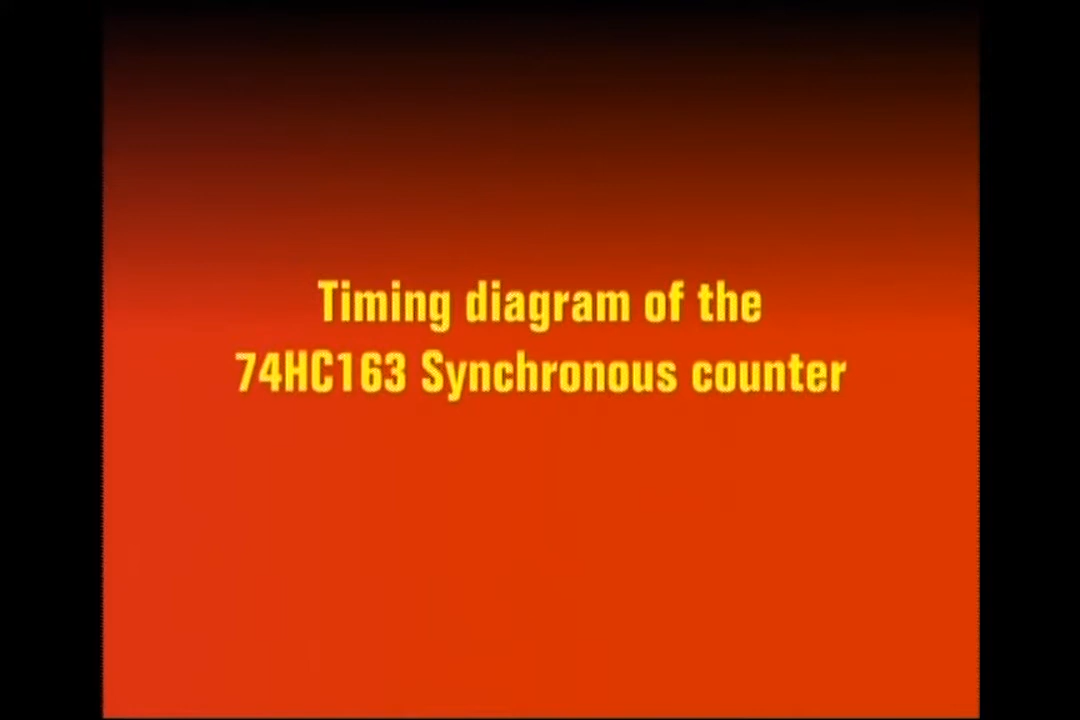 Timing diagram of the
74HC163 Synchronous counter